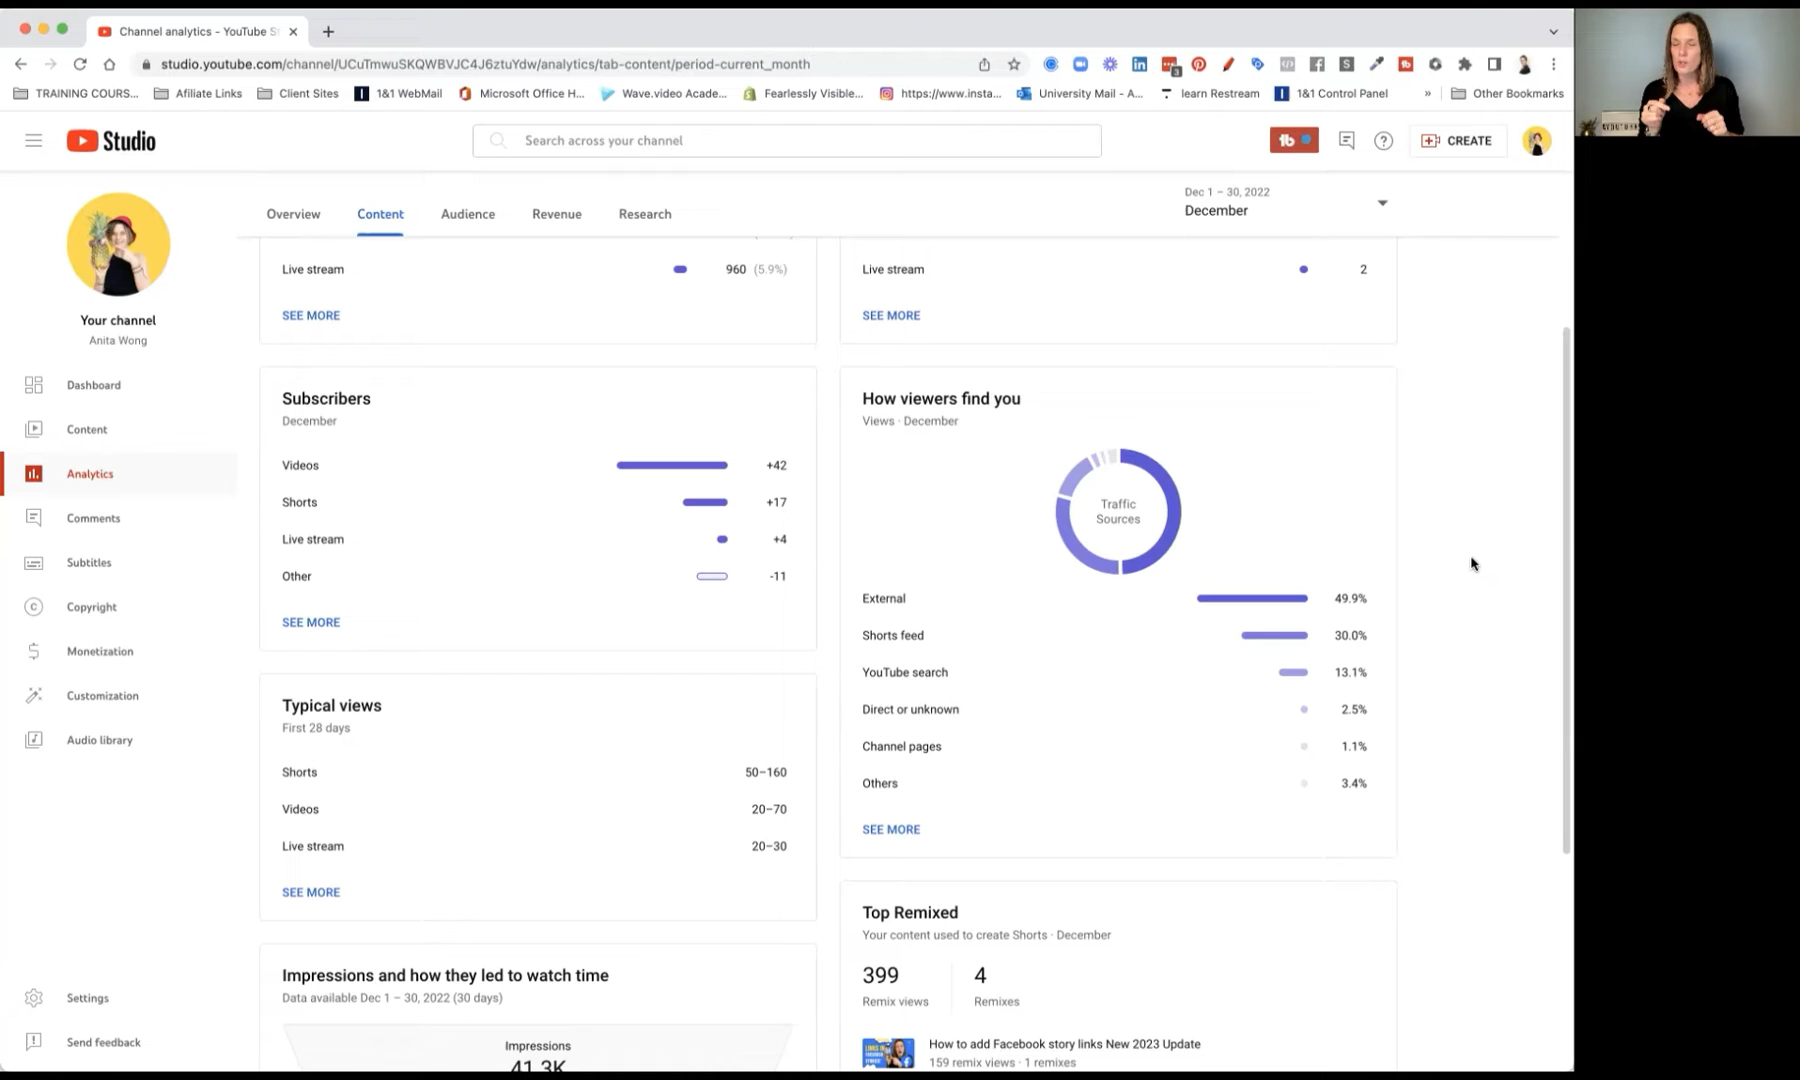 Channel analytics - YouTube S
studio.youtube.com/channel/UCuTmwuSKQWBVJC4J6ztuYdw/analytics/tab-content/period-current_month
TRAINING COURS... Afiliate Links Client Sites 1&1 WebMail Microsoft Office H... Wave.video Acade... Fearlessly Visible... https://www.insta... University Mail - A... learn Restream 1&1 Control Panel » Other Bookmarks
Studio
Search across your channel
CREATE
Your channel
Anita Wong
Dashboard
Content
Analytics
Comments
Subtitles
Copyright
Monetization
Customization
Audio library
Settings
Send feedback
Overview Content Audience Revenue Research
Dec 1 – 30, 2022
December
Live stream 960 (5.9%)
SEE MORE
Live stream 2
SEE MORE
Subscribers
December
Videos +42
Shorts +17
Live stream +4
Other -11
SEE MORE
Typical views
First 28 days
Shorts 50–160
Videos 20–70
Live stream 20–30
SEE MORE
Impressions and how they led to watch time
Data available Dec 1 – 30, 2022 (30 days)
Impressions
41.3K
How viewers find you
Views · December
Traffic
Sources
External 49.9%
Shorts feed 30.0%
YouTube search 13.1%
Direct or unknown 2.5%
Channel pages 1.1%
Others 3.4%
SEE MORE
Top Remixed
Your content used to create Shorts · December
399 4
Remix views Remixes
How to add Facebook story links New 2023 Update
159 remix views · 1 remixes